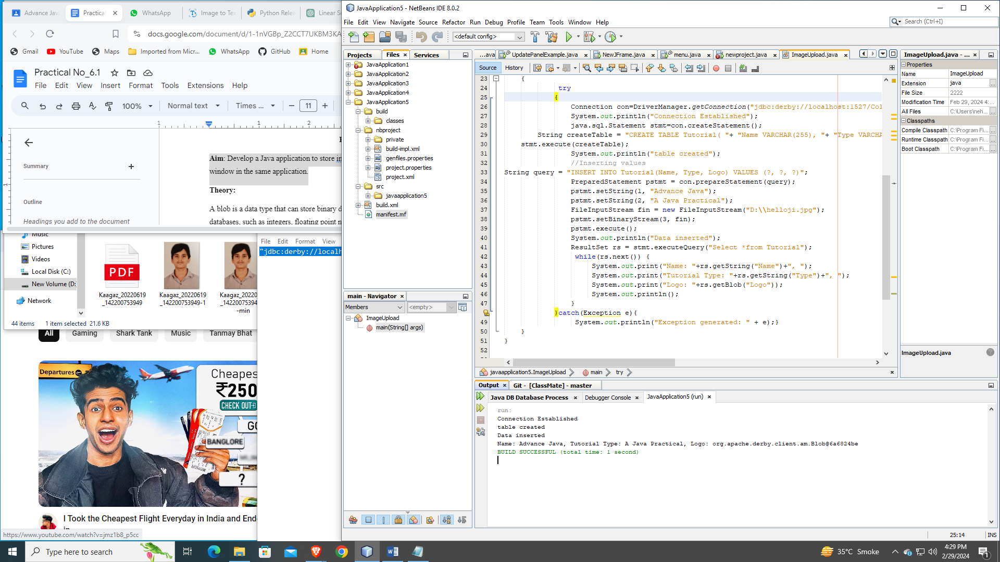 Advance Jav
Practical
WhatsApp
Image to Tex
Python Relea
Linear Se
docs.google.com/document/d/1-1nVGBp_Z2CCT7UKBM3KA
Gmail
YouTube
Maps
Imported from Micr...
WhatsApp
GitHub
Home
Practical No_6.1
File Edit View Insert Format Tools Extensions Help
100%
Normal text
Times ...
11
1 1 2
Summary
Outline
Headings you add to the document
Aim: Develop a Java application to store
window in the same application.
Theory:
A blob is a data type that can store binary d
databases, such as integers, floating point n
Music
Pictures
Videos
Local Disk (C:)
New Volume (D:
Network
PDF
Kaagaz_20220619
_142200753949
Kaagaz_20220619
_142200753949-1
Kaagaz_202206
_142200753949
-min
44 items 1 item selected 21.6 KB
File Edit Format View
"jdbc:derby://localh
All
Gaming
Shark Tank
Music
Tanmay Bhat
Departures
Cheapes
₹250
CHECK OUT
GO
BANGLORE
?
I Took the Cheapest Flight Everyday in India and Ende
in
https://www.youtube.com/watch?v=jmz1b8_p5cc
JavaApplication5 - NetBeans IDE 8.0.2
File Edit View Navigate Source Refactor Run Debug Profile Team Tools Window Help
Search (Ctrl+I)
<default config>
Projects
Files
Services
JavaApplication1
JavaApplication2
JavaApplication3
JavaApplication4
JavaApplication5
build
classes
nbproject
private
build-impl.xml
genfiles.properties
project.properties
project.xml
src
javaapplication5
build.xml
manifest.mf
main - Navigator
Members
<empty>
ImageUpload
main(String[] args)
...ava
UpdatePanelExample.java
NewJFrame.java
menu.java
newproject.java
ImageUpload.java
Source
History
23 {
24 try
25 {
26 Connection con=DriverManager.getConnection("jdbc:derby://localhost:1527/Col
27 System.out.println("Connection Established");
28 java.sql.Statement stmt=con.createStatement();
29 String createTable = "CREATE TABLE Tutorial( "+ "Name VARCHAR(255), "+ "Type VARCHA
30 stmt.execute(createTable);
31 System.out.println("table created");
32 //Inserting values
33 String query = "INSERT INTO Tutorial(Name, Type, Logo) VALUES (?, ?, ?)";
34 PreparedStatement pstmt = con.prepareStatement(query);
35 pstmt.setString(1, "Advance Java");
36 pstmt.setString(2, "A Java Practical");
37 FileInputStream fin = new FileInputStream("D:\\helloji.jpg");
38 pstmt.setBinaryStream(3, fin);
39 pstmt.execute();
40 System.out.println("Data inserted");
41 ResultSet rs = stmt.executeQuery("Select *from Tutorial");
42 while(rs.next()) {
43 System.out.print("Name: "+rs.getString("Name")+", ");
44 System.out.print("Tutorial Type: "+rs.getString("Type")+", ");
45 System.out.print("Logo: "+rs.getBlob("Logo"));
46 System.out.println();
47 }
}catch(Exception e){
49 System.out.println("Exception generated: " + e);}
50 }
51 }
52
javaapplication5.ImageUpload
main
try
ImageUpload.java - ...
Properties
Name ImageUpload
Extension java
File Size 2222
Modification Time Feb 29, 2024 4:...
All Files C:\Users\neh...
Classpaths
Compile Classpath C:\Program Fi...
Runtime Classpath C:\Program Fi...
Boot Classpath C:\Program Fi...
ImageUpload.java
Output
Git - [ClassMate] - master
Java DB Database Process
Debugger Console
JavaApplication5 (run)
run:
Connection Established
table created
Data inserted
Name: Advance Java, Tutorial Type: A Java Practical, Logo: org.apache.derby.client.am.Blob@6a6824be
BUILD SUCCESSFUL (total time: 1 second)
25:14 INS
Type here to search
35°C Smoke
4:29 PM
2/29/2024
1